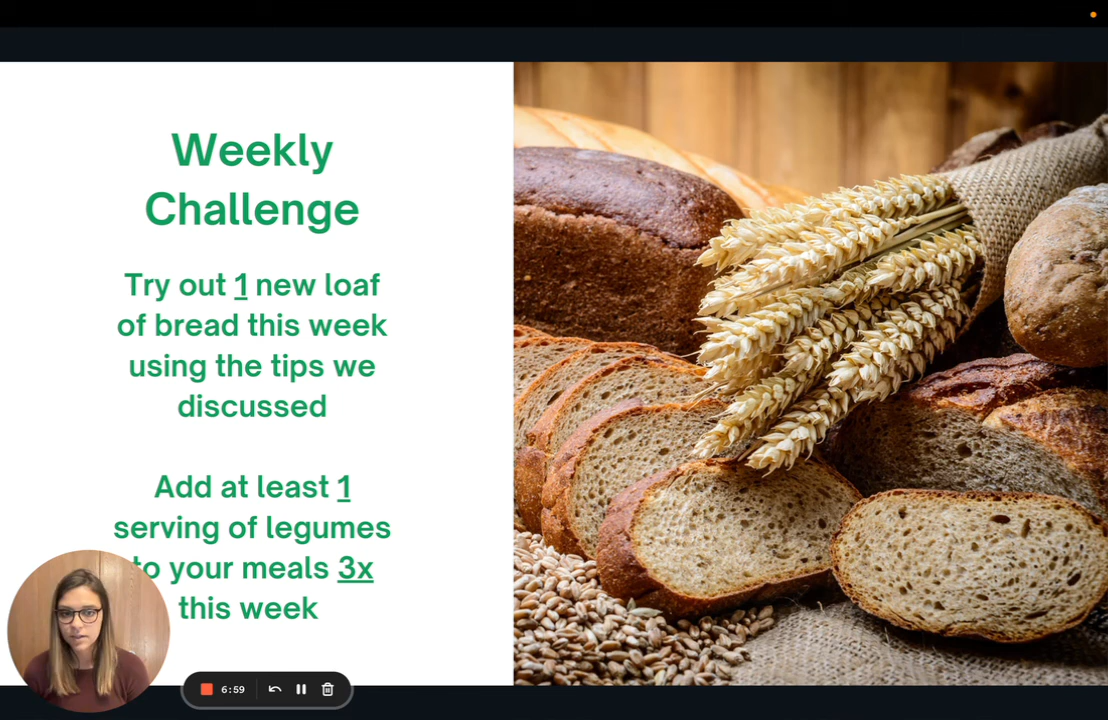 Weekly
Challenge
Try out 1 new loaf
of bread this week
using the tips we
discussed
Add at least 1
serving of legumes
to your meals 3x
this week
6:59